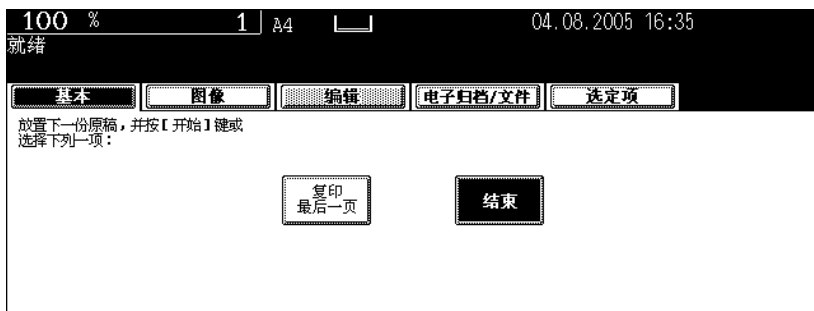 100 % 1 A4 04.08.2005 16:35
就绪
基本 图像 编辑 电子归档/文件 选定项
放置下一份原稿，并按[开始]键或
选择下列一项：
复印
最后一页
结束